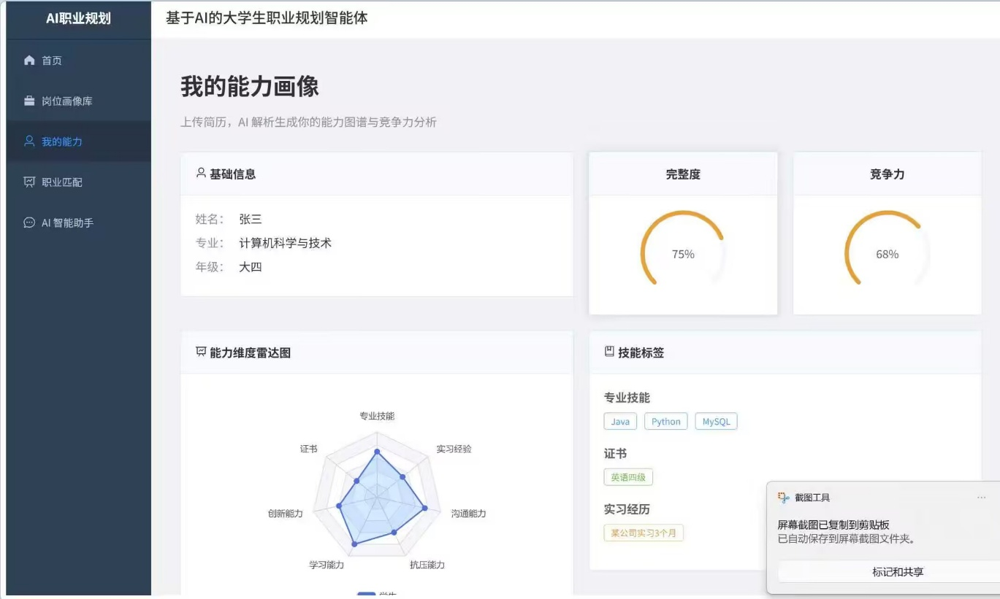 AI职业规划
基于AI的大学生职业规划智能体
首页
岗位画像库
我的能力
职业匹配
AI 智能助手
我的能力画像
上传简历，AI 解析生成你的能力图谱与竞争力分析
基础信息
姓名： 张三
专业： 计算机科学与技术
年级： 大四
完整度
75%
竞争力
68%
能力维度雷达图
专业技能
实习经验
沟通能力
抗压能力
学习能力
创新能力
证书
学生
技能标签
专业技能
Java Python MySQL
证书
英语四级
实习经历
某公司实习3个月
截图工具
屏幕截图已复制到剪贴板
已自动保存到屏幕截图文件夹。
标记和共享